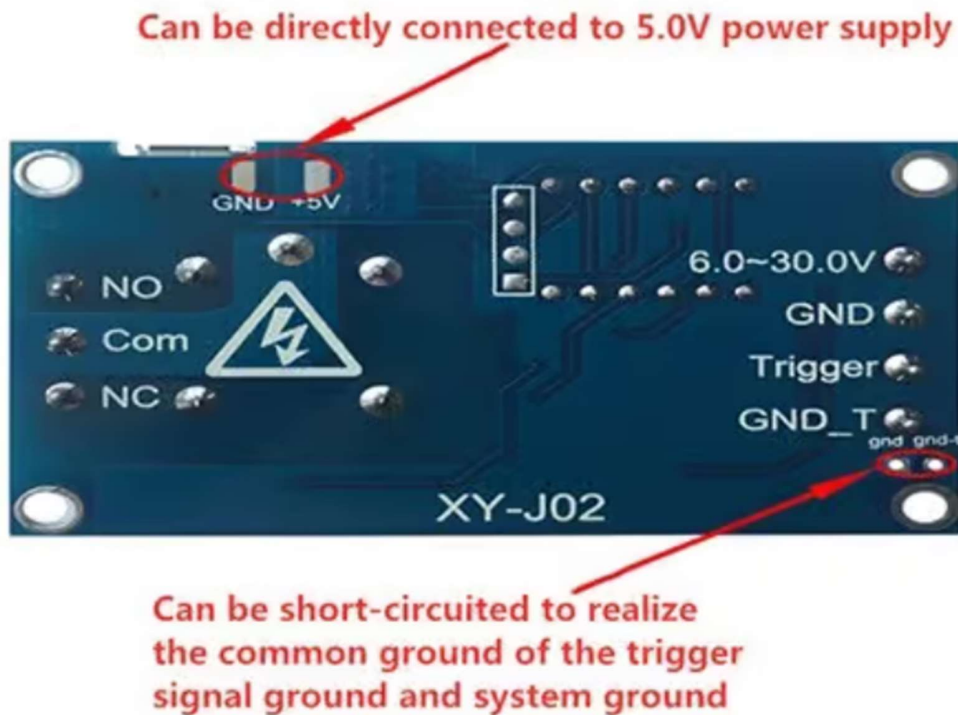 Can be directly connected to 5.0V power supply
GND +5V
6.0~30.0V
NO
GND
Com
Trigger
NC
GND_T
gnd gnd-t
XY-J02
Can be short-circuited to realize
the common ground of the trigger
signal ground and system ground